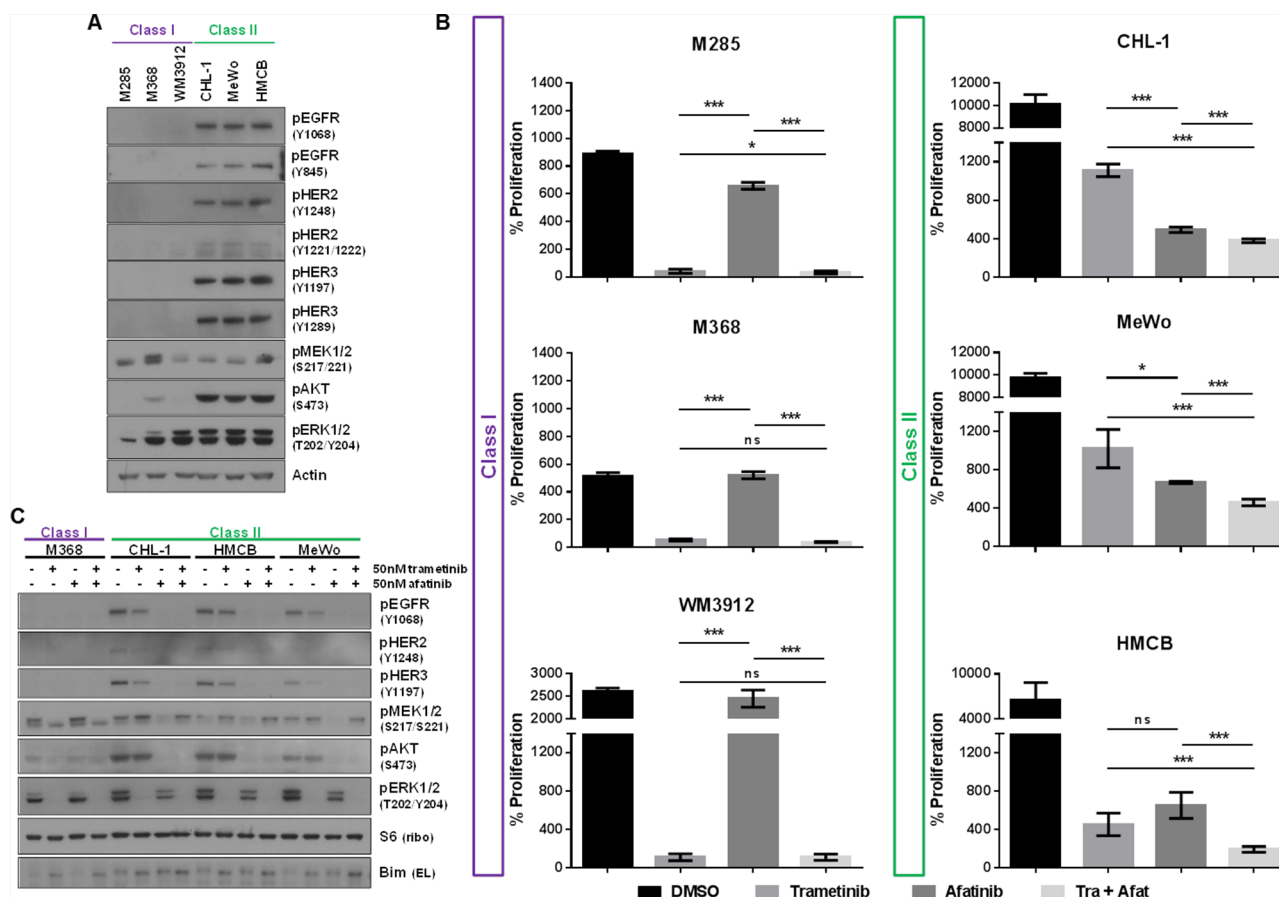 A
Class I
Class II
M285
M368
WM3912
CHL-1
MeWo
HMCB
pEGFR
(Y1068)
pEGFR
(Y845)
pHER2
(Y1248)
pHER2
(Y1221/1222)
pHER3
(Y1197)
pHER3
(Y1289)
pMEK1/2
(S217/221)
pAKT
(S473)
pERK1/2
(T202/Y204)
Actin
C
Class I
Class II
M368
CHL-1
HMCB
MeWo
- + - + - + - + - + - + - + - + 50nM trametinib
- - + + - - + + - - + + - - + + 50nM afatinib
pEGFR
(Y1068)
pHER2
(Y1248)
pHER3
(Y1197)
pMEK1/2
(S217/S221)
pAKT
(S473)
pERK1/2
(T202/Y204)
S6 (ribo)
Bim (EL)
B
Class I
M285
% Proliferation
1400
1200
1000
800
600
400
200
0
***
***
*
M368
% Proliferation
1400
1200
1000
800
600
400
200
0
***
***
ns
WM3912
% Proliferation
3000
2500
2000
1400
1200
1000
800
600
400
200
0
***
***
ns
Class II
CHL-1
% Proliferation
12000
10000
8000
1200
800
400
0
***
***
***
MeWo
% Proliferation
12000
10000
8000
1200
800
400
0
*
***
***
HMCB
% Proliferation
10000
4000
1200
800
400
0
ns
***
***
DMSO
Trametinib
Afatinib
Tra + Afat